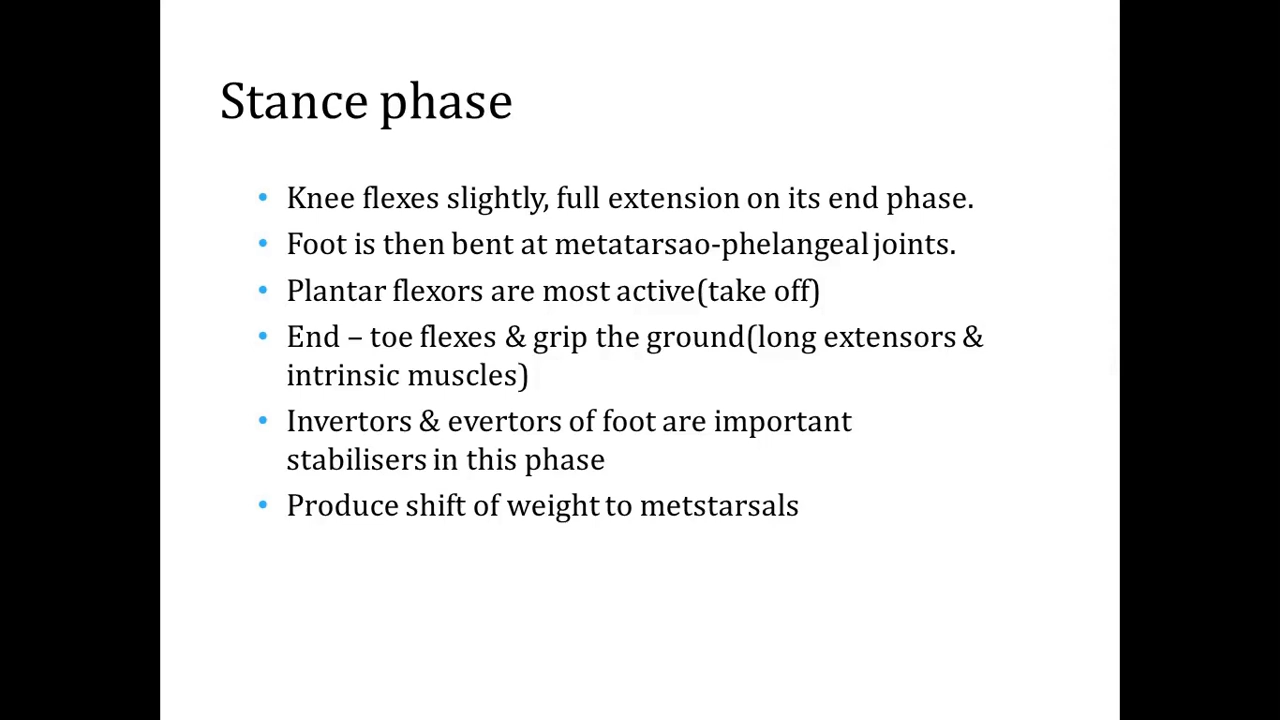 Stance phase
• Knee flexes slightly, full extension on its end phase.
• Foot is then bent at metatarsao-phelangeal joints.
• Plantar flexors are most active(take off)
• End – toe flexes & grip the ground(long extensors &
intrinsic muscles)
• Invertors & evertors of foot are important
stabilisers in this phase
• Produce shift of weight to metstarsals